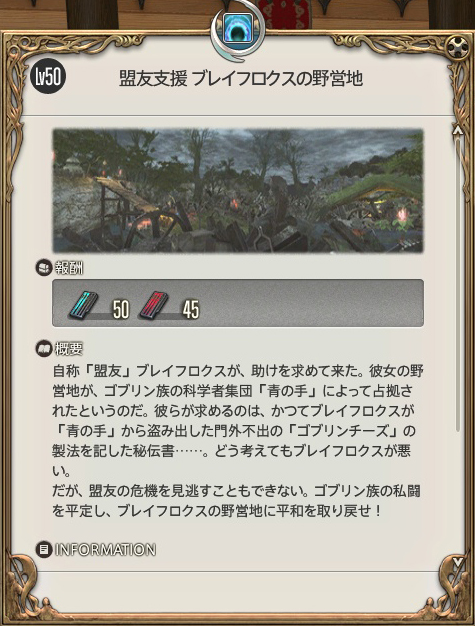 Lv50
盟友支援 ブレイフロクスの野営地
報酬
50 45
概要
自称「盟友」ブレイフロクスが、助けを求めて来た。彼女の野
営地が、ゴブリン族の科学者集団「青の手」によって占拠さ
れたというのだ。彼らが求めるのは、かつてブレイフロクスが
「青の手」から盗み出した門外不出の「ゴブリンチーズ」の
製法を記した秘伝書……。どう考えてもブレイフロクスが悪
い。
だが、盟友の危機を見逃すこともできない。ゴブリン族の私闘
を平定し、ブレイフロクスの野営地に平和を取り戻せ！
INFORMATION